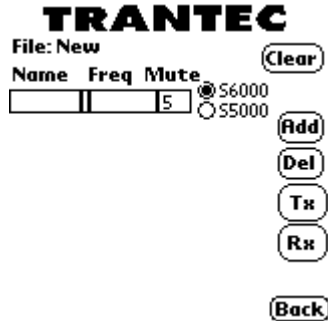 TRANTEC
File: New
Clear
Name Freq Mute
5
S6000
S5000
Add
Del
Tx
Rx
Back